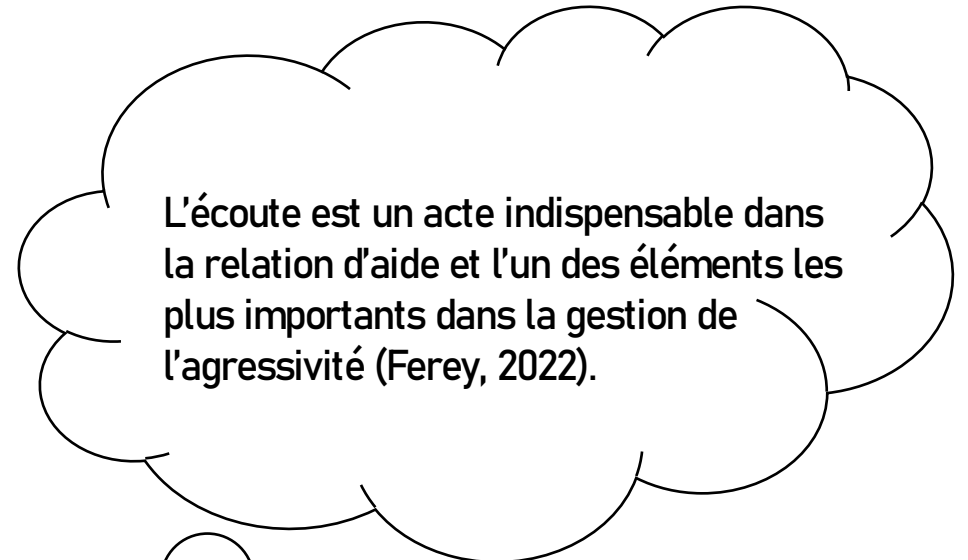 L’écoute est un acte indispensable dans
la relation d’aide et l’un des éléments les
plus importants dans la gestion de
l’agressivité (Ferey, 2022).